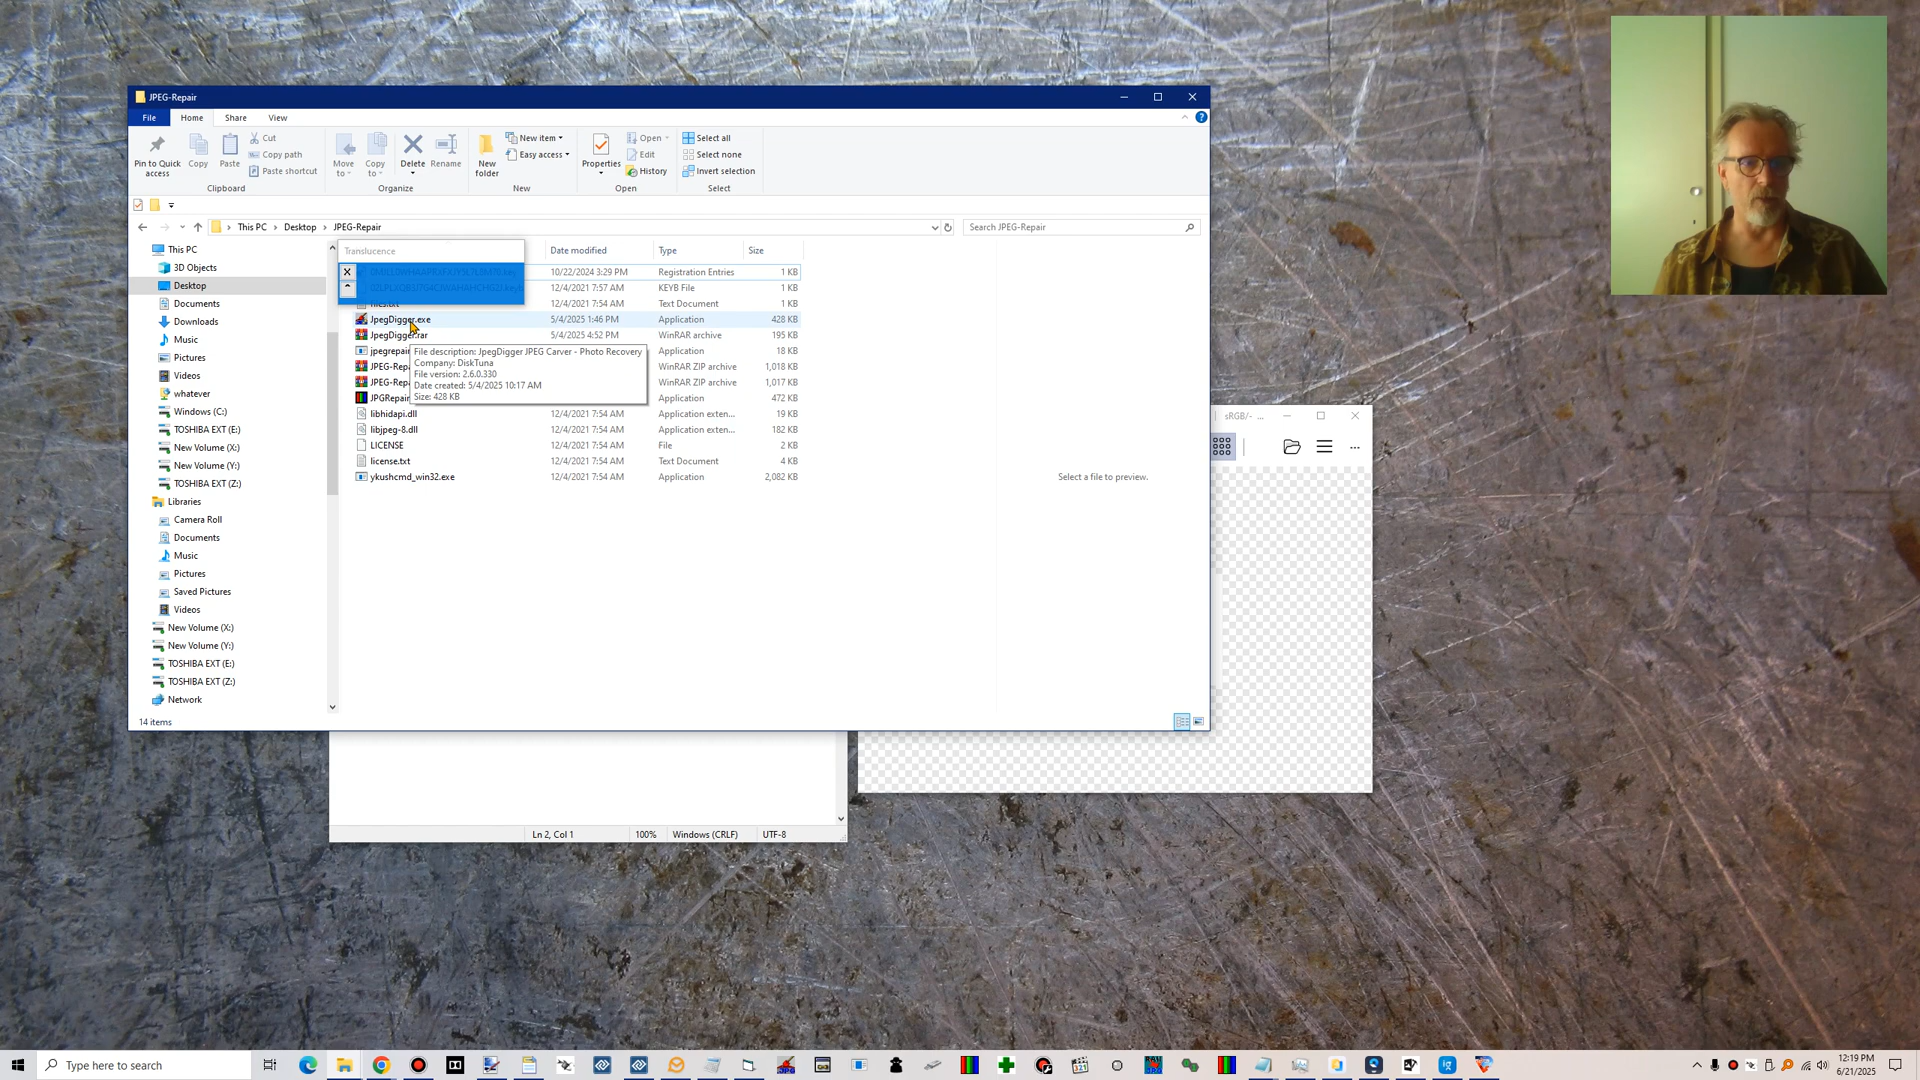 JPEG-Repair
File
Home
Share
View
Pin to Quick access
Copy
Paste
Cut
Copy path
Paste shortcut
Clipboard
Move to
Copy to
Delete
Rename
Organize
New folder
New item
Easy access
New
Properties
Open
Edit
History
Open
Select all
Select none
Invert selection
Select
This PC
Desktop
JPEG-Repair
Search JPEG-Repair
This PC
3D Objects
Desktop
Documents
Downloads
Music
Pictures
Videos
whatever
Windows (C:)
TOSHIBA EXT (E:)
New Volume (X:)
New Volume (Y:)
TOSHIBA EXT (Z:)
Libraries
Camera Roll
Documents
Music
Pictures
Saved Pictures
Videos
New Volume (X:)
New Volume (Y:)
TOSHIBA EXT (E:)
TOSHIBA EXT (Z:)
Network
14 items
Translucence
Date modified Type Size
10/22/2024 3:29 PM Registration Entries 1 KB
12/4/2021 7:57 AM KEYB File 1 KB
files.txt 12/4/2021 7:54 AM Text Document 1 KB
JpegDigger.exe 5/4/2025 1:46 PM Application 428 KB
JpegDigger.rar 5/4/2025 4:52 PM WinRAR archive 195 KB
jpegrepair Application 18 KB
JPEG-Rep WinRAR ZIP archive 1,018 KB
JPEG-Rep WinRAR ZIP archive 1,017 KB
JPGRepair Application 472 KB
libhidapi.dll 12/4/2021 7:54 AM Application exten... 19 KB
libjpeg-8.dll 12/4/2021 7:54 AM Application exten... 182 KB
LICENSE 12/4/2021 7:54 AM File 2 KB
license.txt 12/4/2021 7:54 AM Text Document 4 KB
ykushcmd_win32.exe 12/4/2021 7:54 AM Application 2,082 KB
File description: JpegDigger JPEG Carver - Photo Recovery
Company: DiskTuna
File version: 2.6.0.330
Date created: 5/4/2025 10:17 AM
Size: 428 KB
Select a file to preview.
sRGB/- ...
Ln 2, Col 1
100%
Windows (CRLF)
UTF-8
Type here to search
12:19 PM
6/21/2025